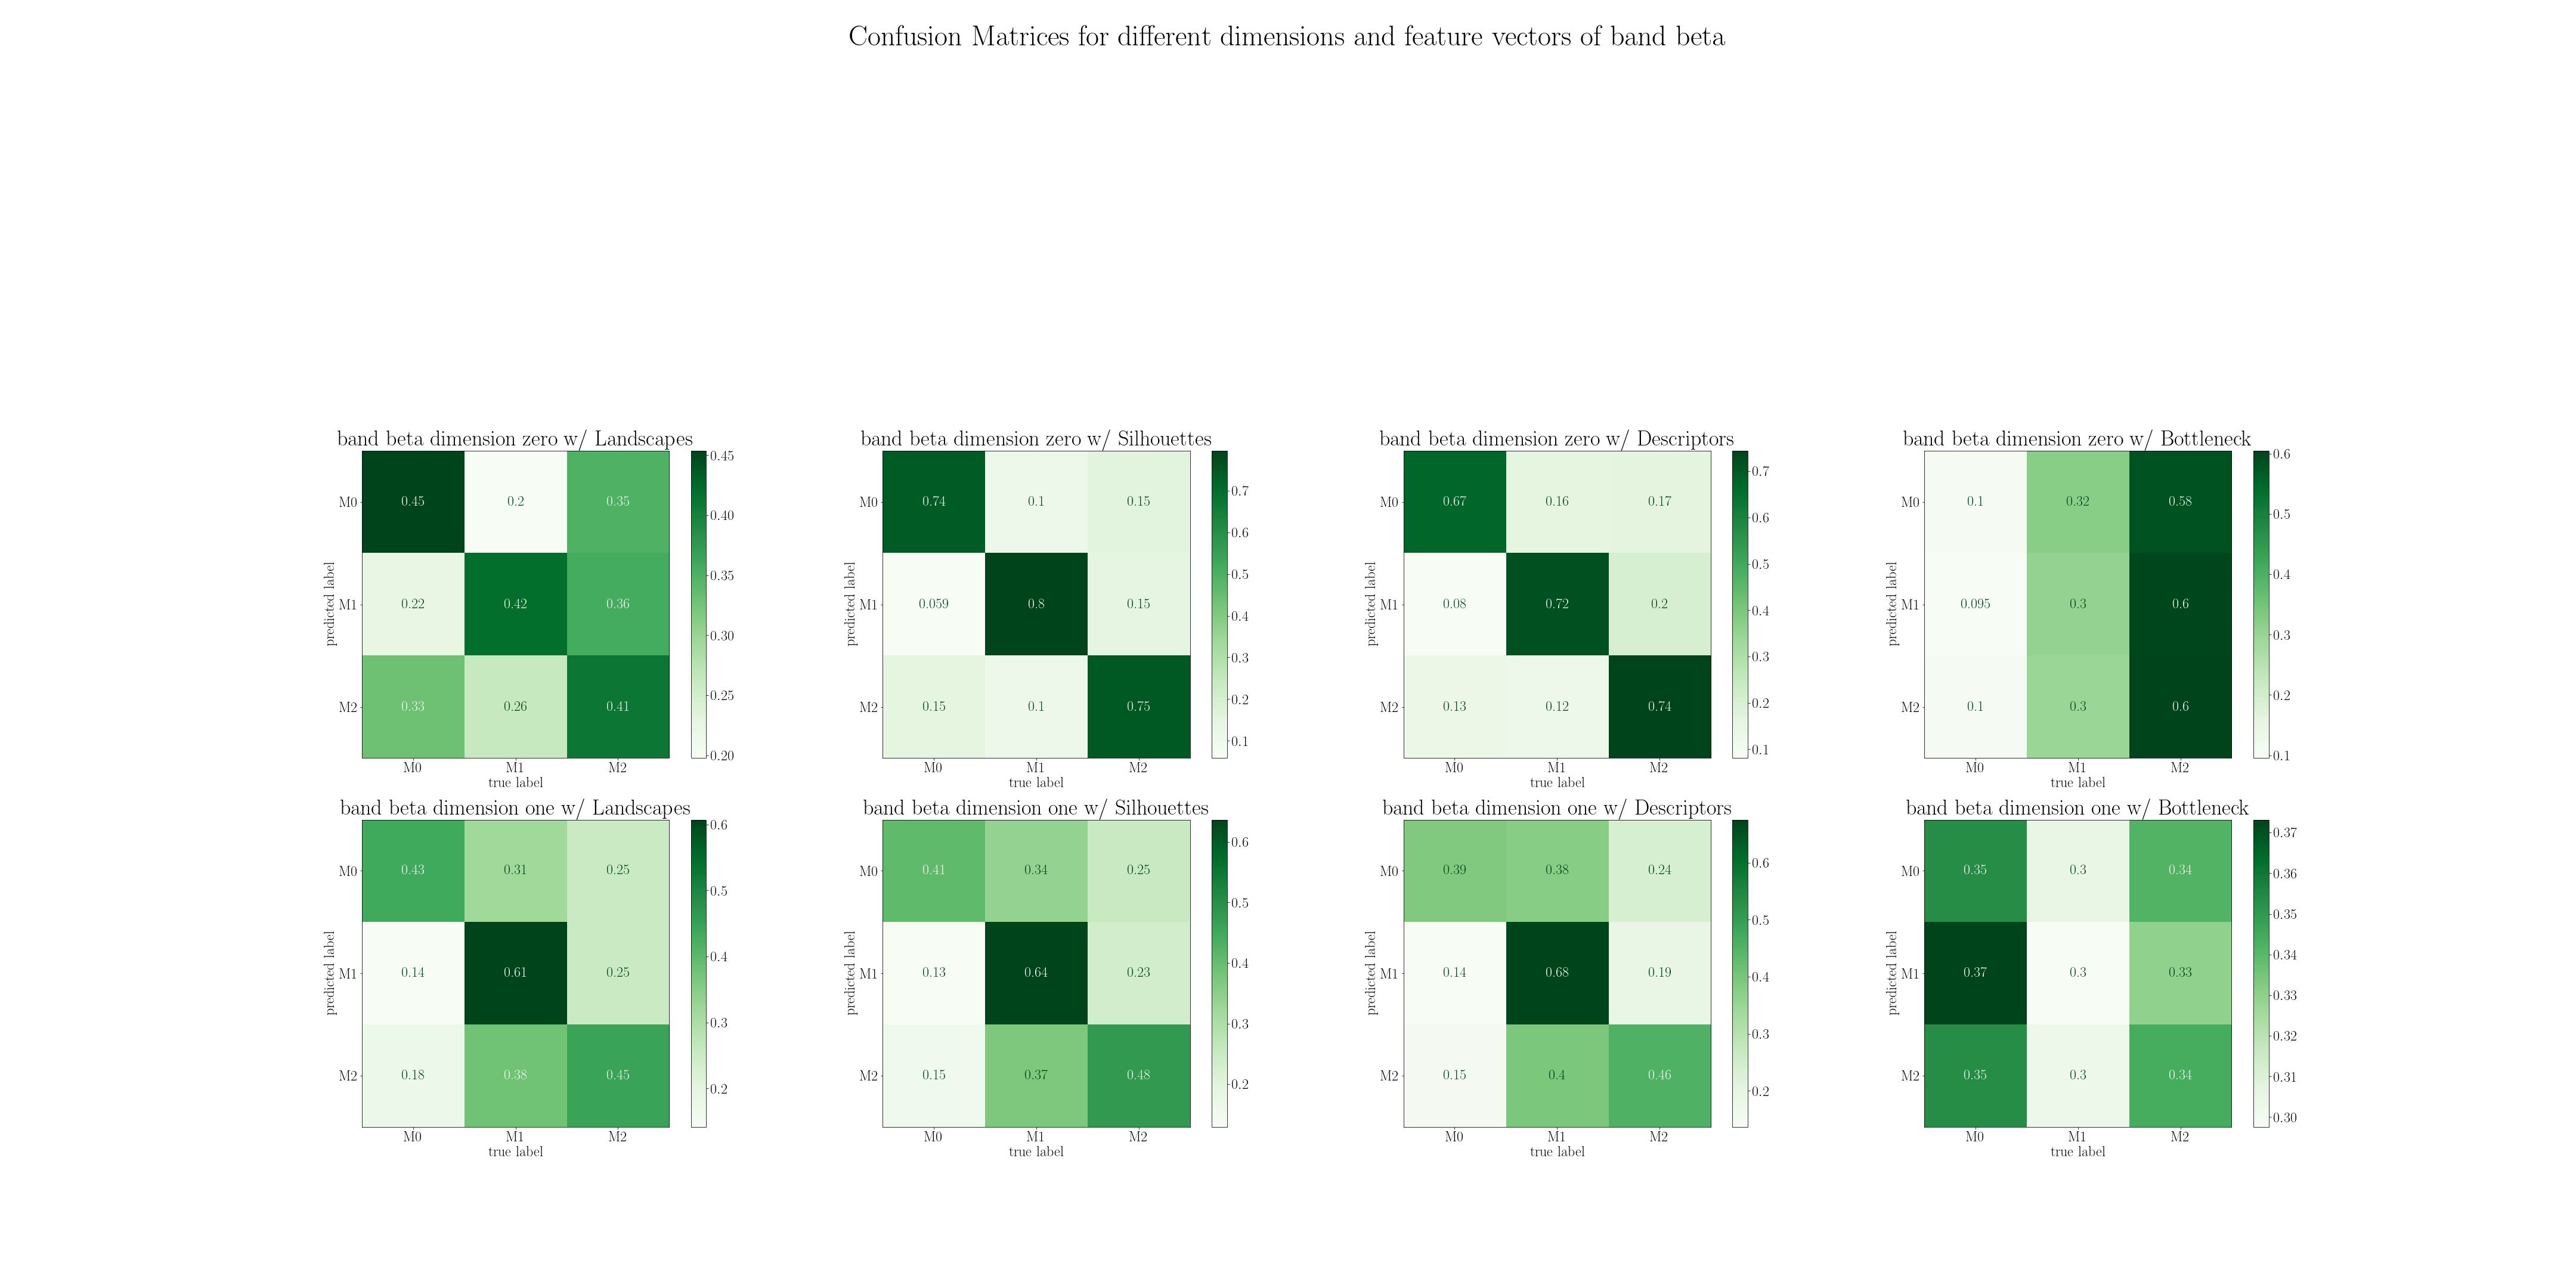 Confusion Matrices for different dimensions and feature vectors of band beta
band beta dimension zero w/ Landscapes
M0 0.45 0.2 0.35
M1 0.22 0.42 0.36
M2 0.33 0.26 0.41
M0 M1 M2
true label
predicted label
0.45
0.40
0.35
0.30
0.25
0.20
band beta dimension zero w/ Silhouettes
M0 0.74 0.1 0.15
M1 0.059 0.8 0.15
M2 0.15 0.1 0.75
M0 M1 M2
true label
predicted label
0.7
0.6
0.5
0.4
0.3
0.2
0.1
band beta dimension zero w/ Descriptors
M0 0.67 0.16 0.17
M1 0.08 0.72 0.2
M2 0.13 0.12 0.74
M0 M1 M2
true label
predicted label
0.7
0.6
0.5
0.4
0.3
0.2
0.1
band beta dimension zero w/ Bottleneck
M0 0.1 0.32 0.58
M1 0.095 0.3 0.6
M2 0.1 0.3 0.6
M0 M1 M2
true label
predicted label
0.6
0.5
0.4
0.3
0.2
0.1
band beta dimension one w/ Landscapes
M0 0.43 0.31 0.25
M1 0.14 0.61 0.25
M2 0.18 0.38 0.45
M0 M1 M2
true label
predicted label
0.6
0.5
0.4
0.3
0.2
band beta dimension one w/ Silhouettes
M0 0.41 0.34 0.25
M1 0.13 0.64 0.23
M2 0.15 0.37 0.48
M0 M1 M2
true label
predicted label
0.6
0.5
0.4
0.3
0.2
band beta dimension one w/ Descriptors
M0 0.39 0.38 0.24
M1 0.14 0.68 0.19
M2 0.15 0.4 0.46
M0 M1 M2
true label
predicted label
0.6
0.5
0.4
0.3
0.2
band beta dimension one w/ Bottleneck
M0 0.35 0.3 0.34
M1 0.37 0.3 0.33
M2 0.35 0.3 0.34
M0 M1 M2
true label
predicted label
0.37
0.36
0.35
0.34
0.33
0.32
0.31
0.30